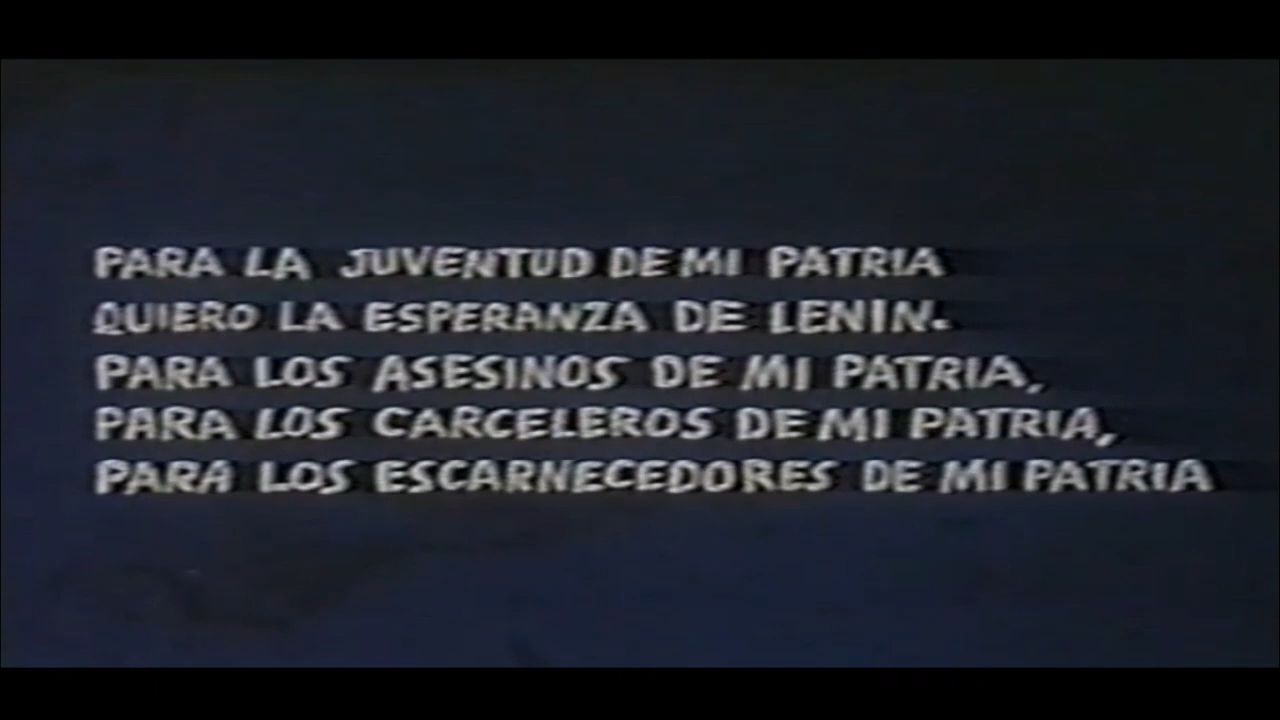 PARA LA JUVENTUD DE MI PATRIA
QUIERO LA ESPERANZA DE LENIN.
PARA LOS ASESINOS DE MI PATRIA,
PARA LOS CARCELEROS DE MI PATRIA,
PARA LOS ESCARNECEDORES DE MI PATRIA